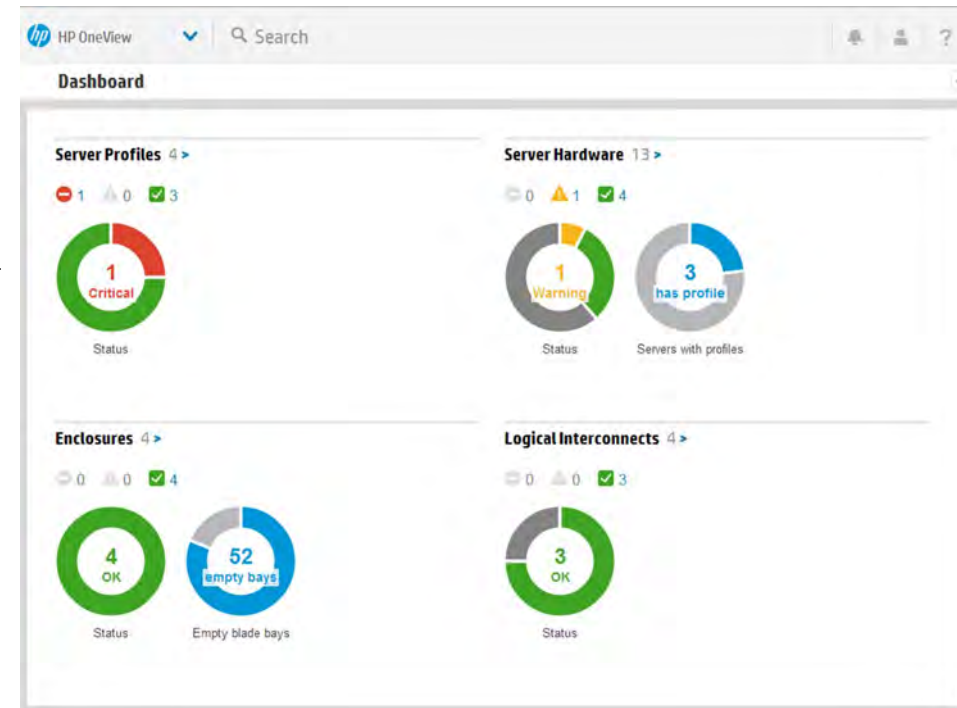 hp HP OneView Search ?
Dashboard
Server Profiles 4 >
1 0 3
1
Critical
Status
Server Hardware 13 >
0 1 4
1
Warning
Status
3
has profile
Servers with profiles
Enclosures 4 >
0 0 4
4
OK
Status
52
empty bays
Empty blade bays
Logical Interconnects 4 >
0 0 3
3
OK
Status